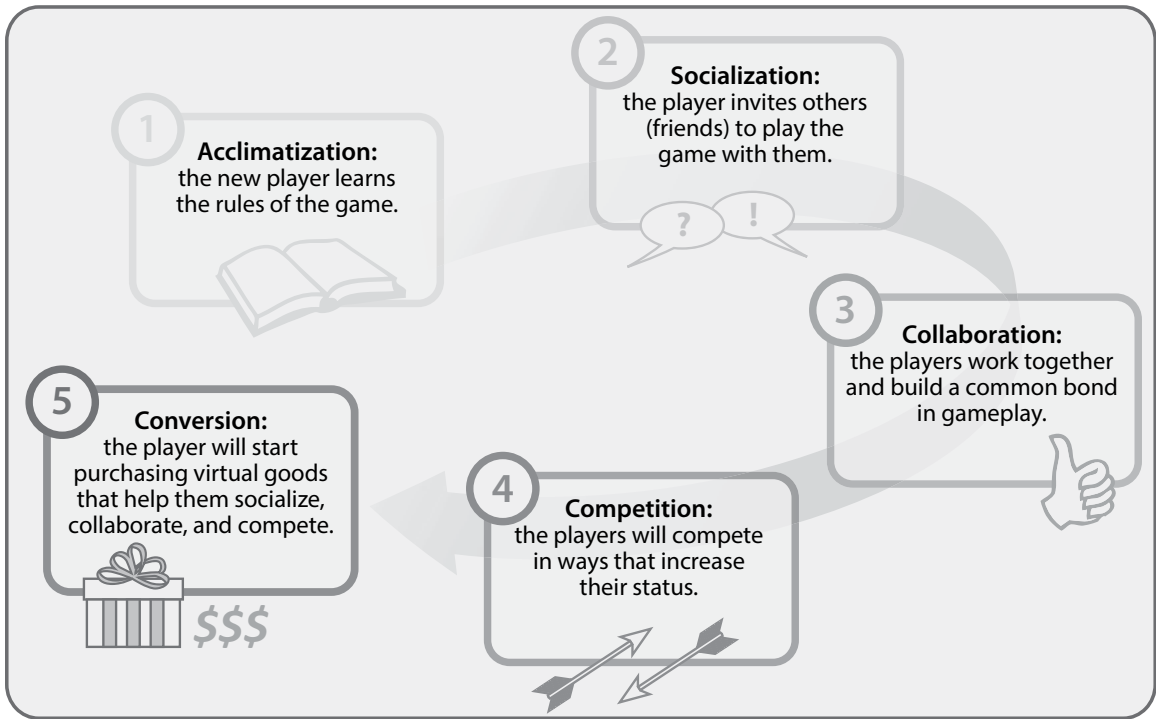 1
Acclimatization:
the new player learns
the rules of the game.
2
Socialization:
the player invites others
(friends) to play the
game with them.
? !
3
Collaboration:
the players work together
and build a common bond
in gameplay.
4
Competition:
the players will compete
in ways that increase
their status.
5
Conversion:
the player will start
purchasing virtual goods
that help them socialize,
collaborate, and compete.
$$$